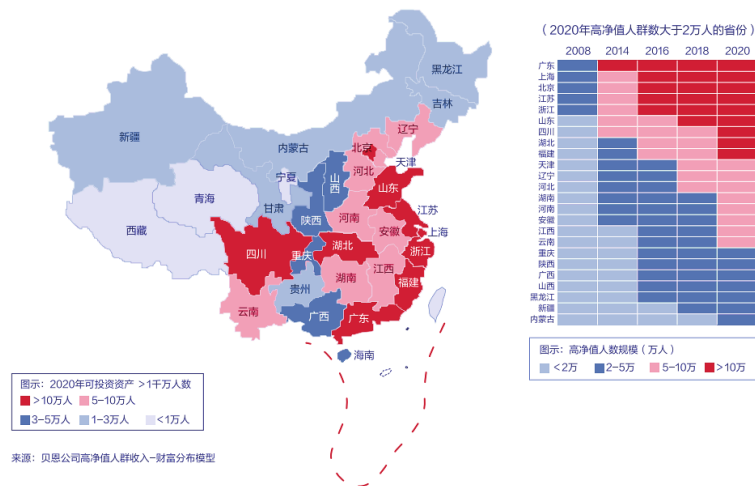 （2020年高净值人群数大于2万人的省份）
2008 2014 2016 2018 2020
广东
上海
北京
江苏
浙江
山东
四川
湖北
福建
天津
辽宁
河北
湖南
河南
安徽
江西
云南
重庆
陕西
广西
山西
黑龙江
新疆
内蒙古
图示：高净值人数规模（万人）
<2万 2-5万 5-10万 >10万
黑龙江
吉林
辽宁
新疆
内蒙古
北京
天津
河北
宁夏
山西
山东
青海
甘肃
陕西
河南
江苏
安徽
上海
西藏
四川
重庆
湖北
浙江
湖南
江西
福建
贵州
云南
广西
广东
海南
图示：2020年可投资资产 >1千万人数
>10万人 5-10万人
3-5万人 1-3万人 <1万人
来源：贝恩公司高净值人群收入-财富分布模型